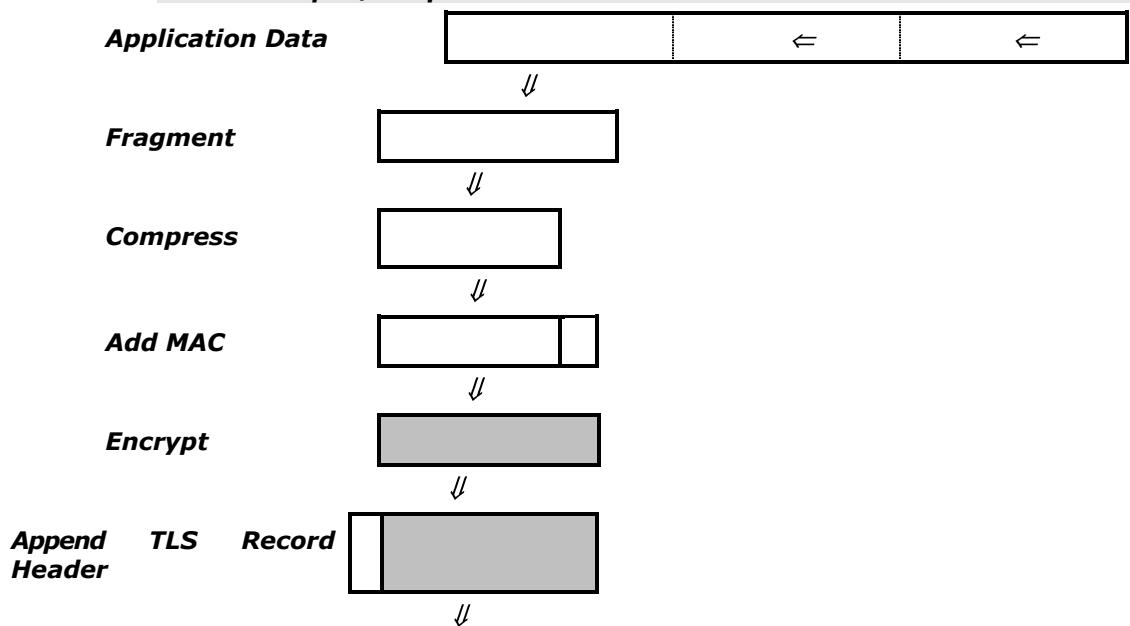 Application Data ⇐ ⇐
⇓
Fragment
⇓
Compress
⇓
Add MAC
⇓
Encrypt
⇓
Append TLS Record
Header
⇓